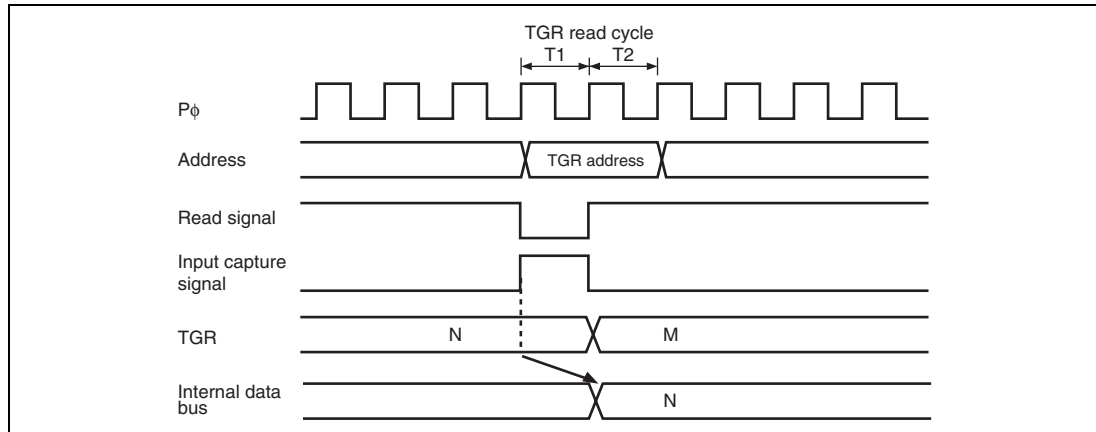 TGR read cycle
T1 T2
Pϕ
Address
TGR address
Read signal
Input capture
signal
TGR
N
M
Internal data
bus
N